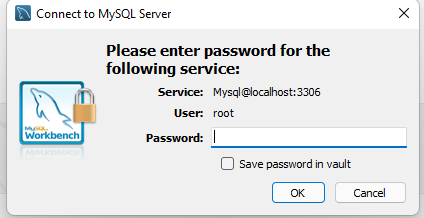 Connect to MySQL Server
Please enter password for the
following service:
Service: Mysql@localhost:3306
User: root
Password:
MySQL
Workbench
Save password in vault
OK Cancel